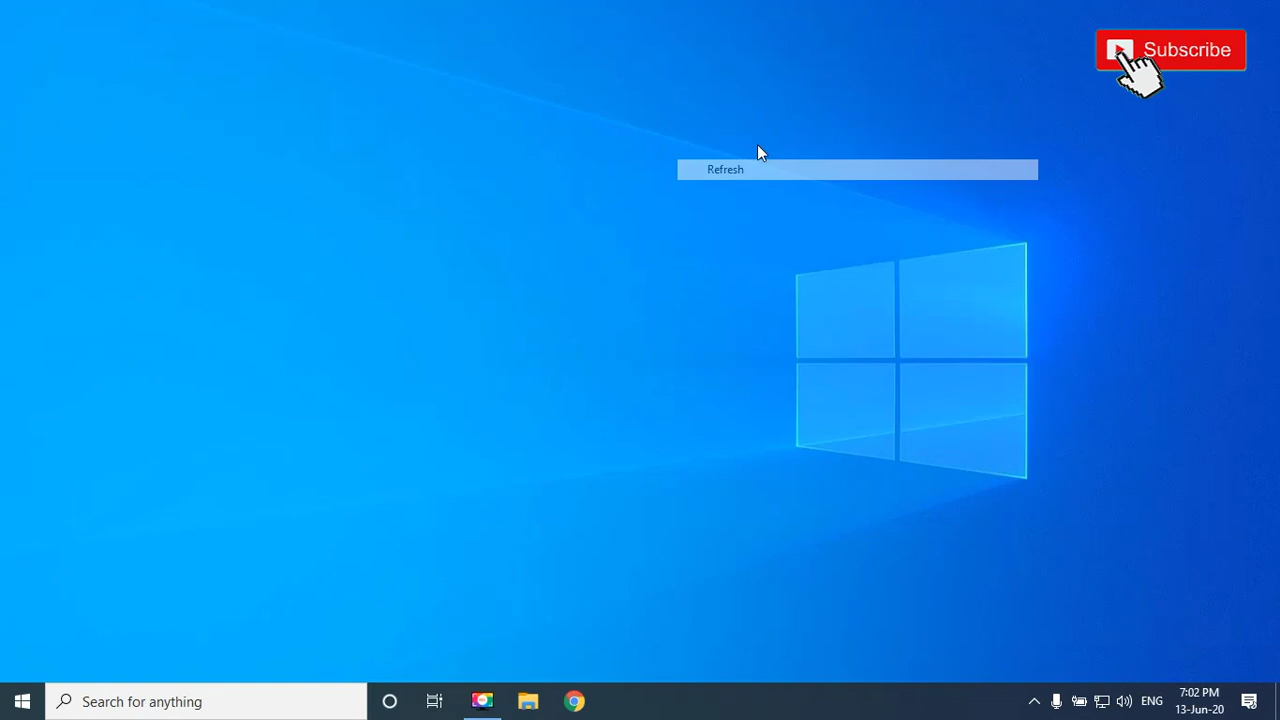 Subscribe
Refresh
Search for anything
ENG
7:02 PM
13-Jun-20